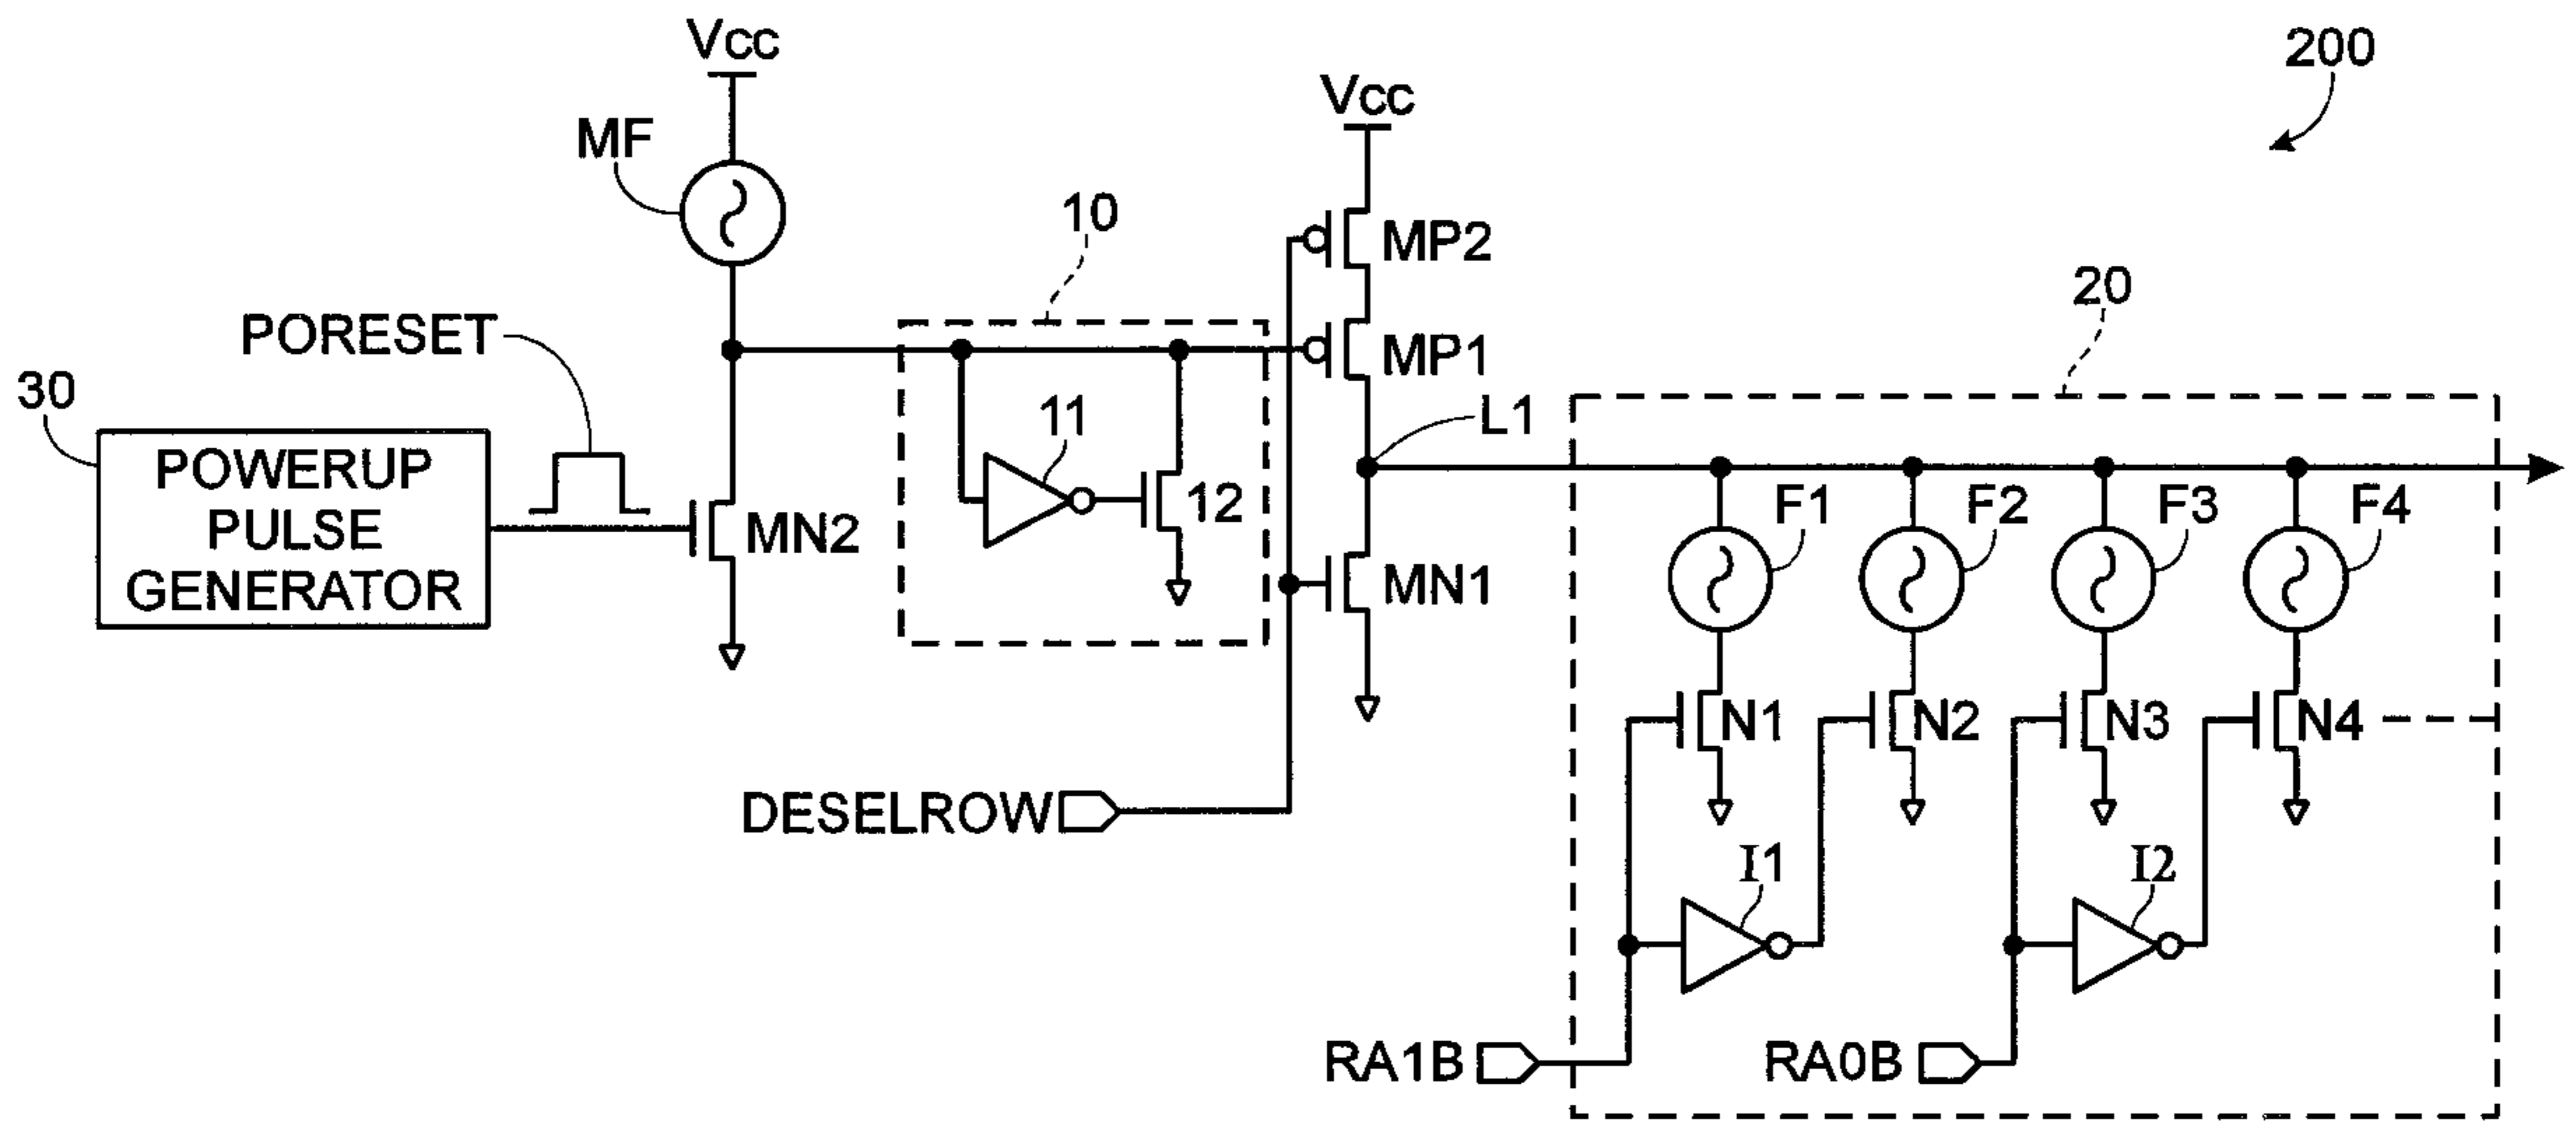 Vcc
200
Vcc
MF
10
MP2
20
PORESET
MP1
30
11
L1
POWERUP
PULSE
GENERATOR
12
F1
F2
F3
F4
MN2
MN1
N1
N2
N3
N4
DESELROW
I1
I2
RA1B
RA0B